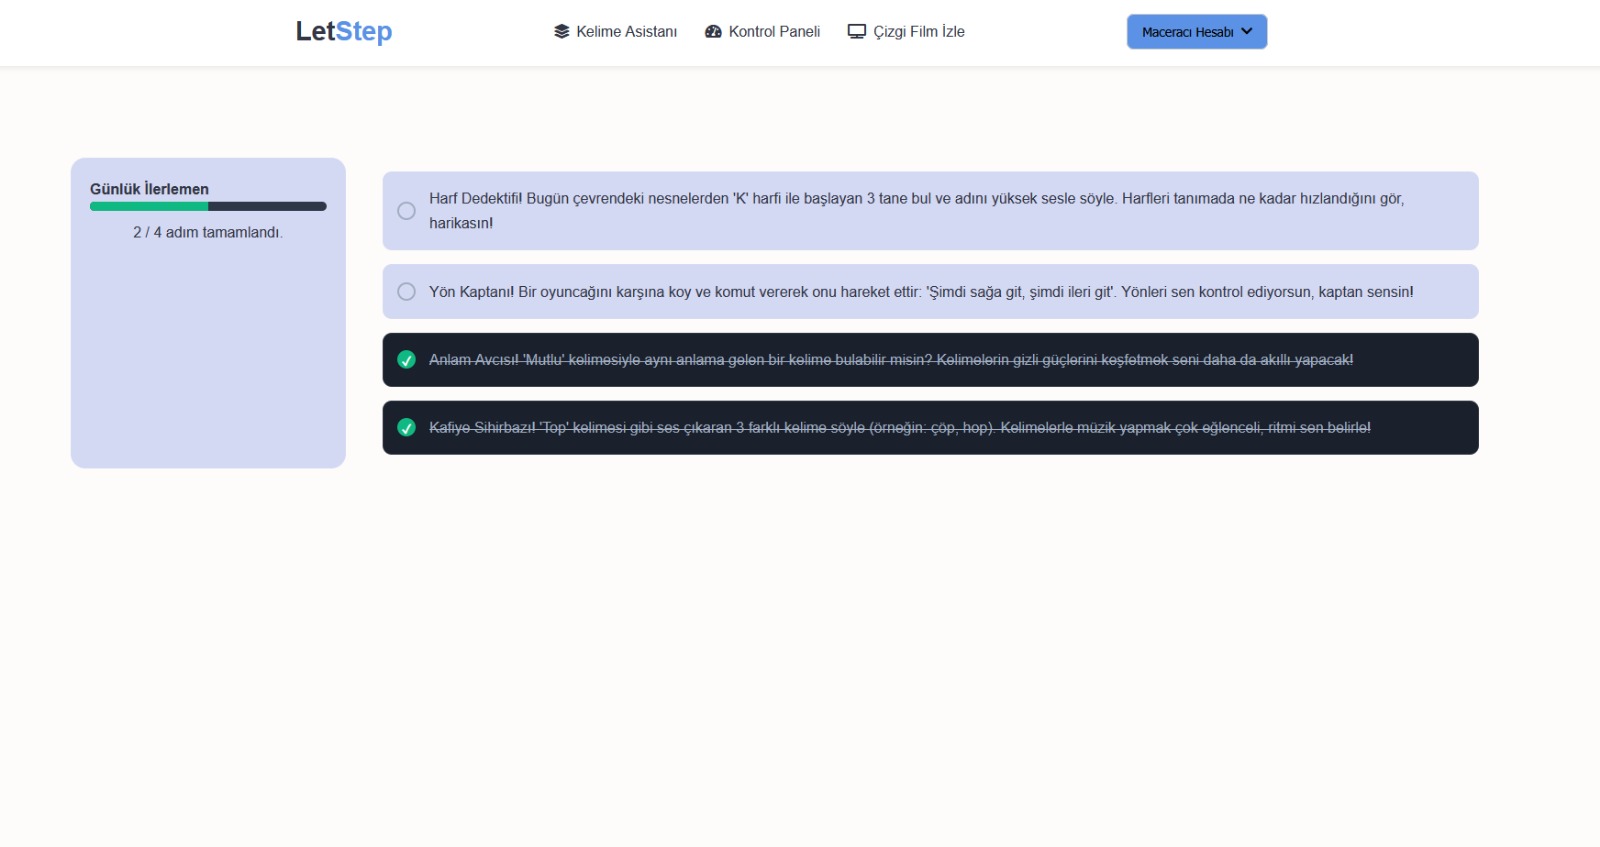 LetStep
Kelime Asistanı
Kontrol Paneli
Çizgi Film İzle
Maceracı Hesabı
Günlük İlerlemen
2 / 4 adım tamamlandı.
Harf Dedektifi! Bugün çevrendeki nesnelerden 'K' harfi ile başlayan 3 tane bul ve adını yüksek sesle söyle. Harfleri tanımada ne kadar hızlandığını gör,
harikasın!
Yön Kaptanı! Bir oyuncağını karşına koy ve komut vererek onu hareket ettir: 'Şimdi sağa git, şimdi ileri git'. Yönleri sen kontrol ediyorsun, kaptan sensin!
Anlam Avcısı! 'Mutlu' kelimesiyle aynı anlama gelen bir kelime bulabilir misin? Kelimelerin gizli güçlerini keşfetmek seni daha da akıllı yapacak!
Kafiye Sihirbazı! 'Top' kelimesi gibi ses çıkaran 3 farklı kelime söyle (örneğin: çöp, hop). Kelimelerle müzik yapmak çok eğlenceli, ritmi sen belirle!